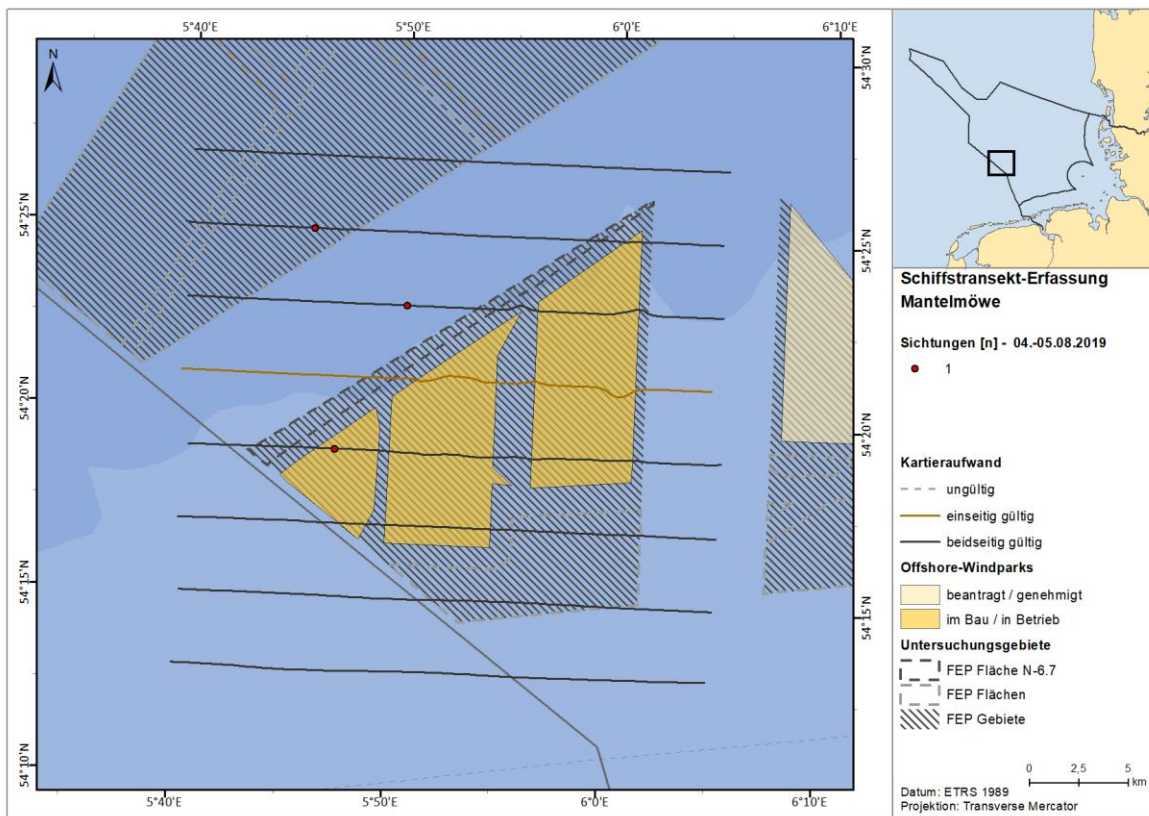 5°40'E
5°50'E
6°0'E
6°10'E
N
54°30'N
54°25'N
54°25'N
54°20'N
54°20'N
54°15'N
54°15'N
54°10'N
5°40'E
5°50'E
6°0'E
6°10'E
Schiffstransekt-Erfassung
Mantelmöwe
Sichtungen [n] - 04.-05.08.2019
1
Kartieraufwand
ungültig
einseitig gültig
beidseitig gültig
Offshore-Windparks
beantragt / genehmigt
im Bau / in Betrieb
Untersuchungsgebiete
FEP Fläche N-6.7
FEP Flächen
FEP Gebiete
0 2,5 5
km
Datum: ETRS 1989
Projektion: Transverse Mercator